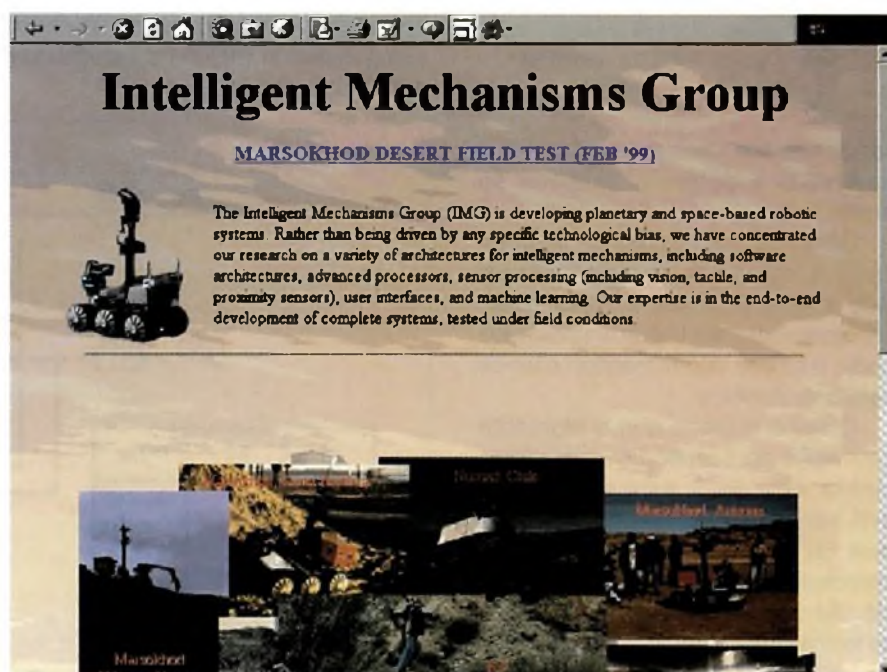 Intelligent Mechanisms Group
MARSOKHOD DESERT FIELD TEST (FEB '99)
The Intelligent Mechanisms Group (IMG) is developing planetary and space-based robotic
systems. Rather than being driven by any specific technological bias, we have concentrated
our research on a variety of architectures for intelligent mechanisms, including software
architectures, advanced processors, sensor processing (including vision, tactile, and
proximity sensors), user interfaces, and machine learning. Our expertise is in the end-to-end
development of complete systems, tested under field conditions.
Nomad, Chile
Marsokhod, Arizona
Marsokhod